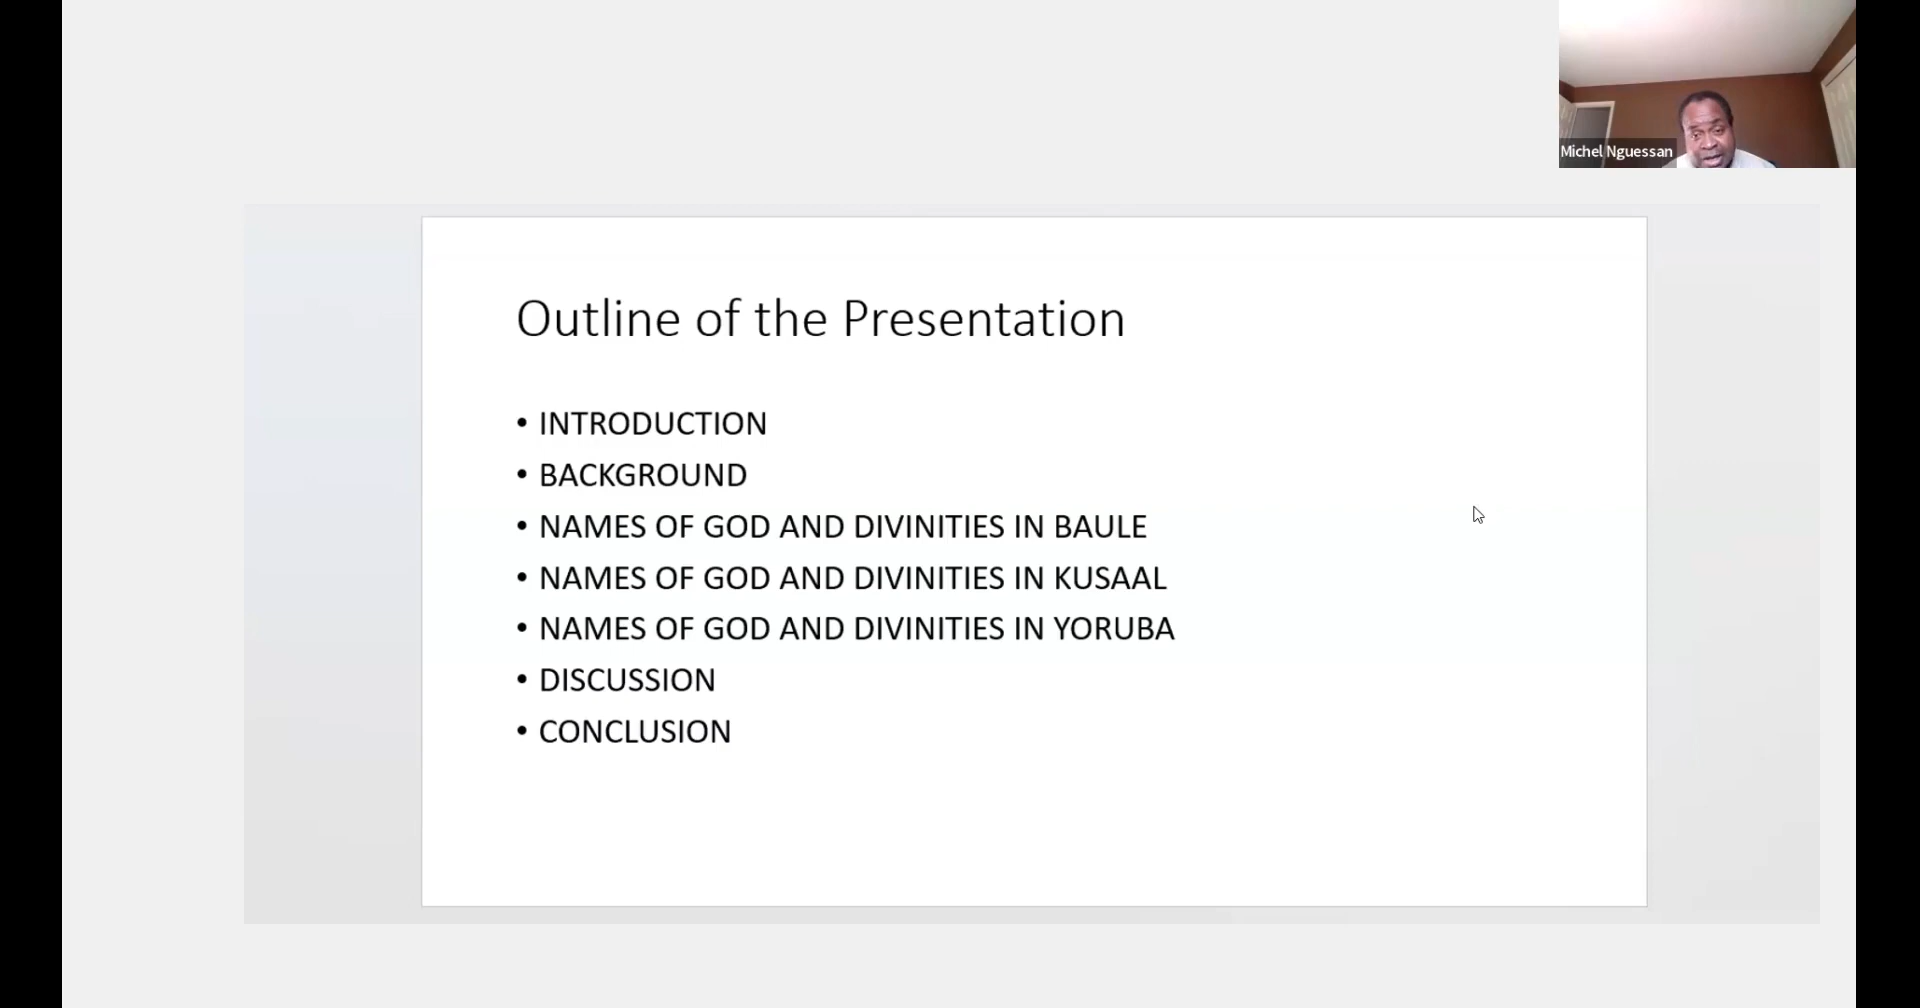 Michel Nguessan
Outline of the Presentation
• INTRODUCTION
• BACKGROUND
• NAMES OF GOD AND DIVINITIES IN BAULE
• NAMES OF GOD AND DIVINITIES IN KUSAAL
• NAMES OF GOD AND DIVINITIES IN YORUBA
• DISCUSSION
• CONCLUSION